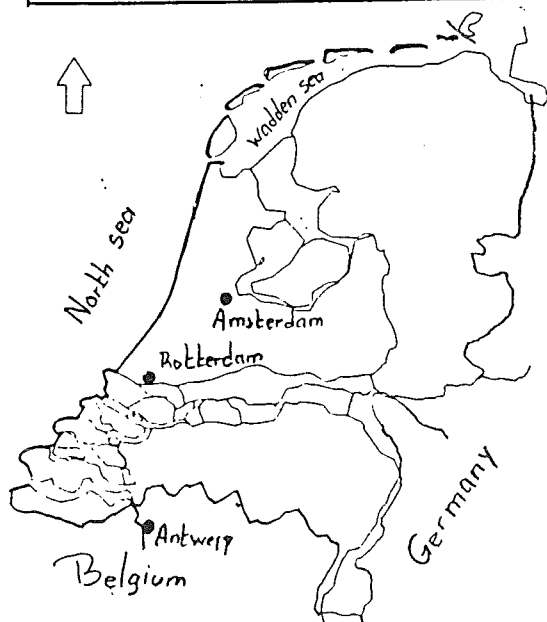 Wadden sea
North sea
Amsterdam
Rotterdam
Germany
Antwerp
Belgium